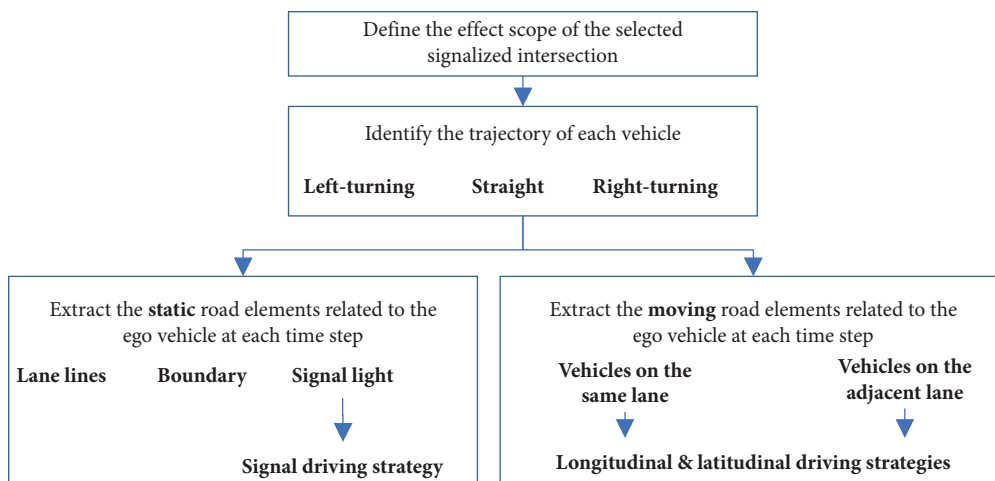 Define the effect scope of the selected
signalized intersection
Identify the trajectory of each vehicle
Left-turning Straight Right-turning
Extract the static road elements related to the
ego vehicle at each time step
Lane lines Boundary Signal light
Signal driving strategy
Extract the moving road elements related to the
ego vehicle at each time step
Vehicles on the
same lane
Vehicles on the
adjacent lane
Longitudinal & latitudinal driving strategies